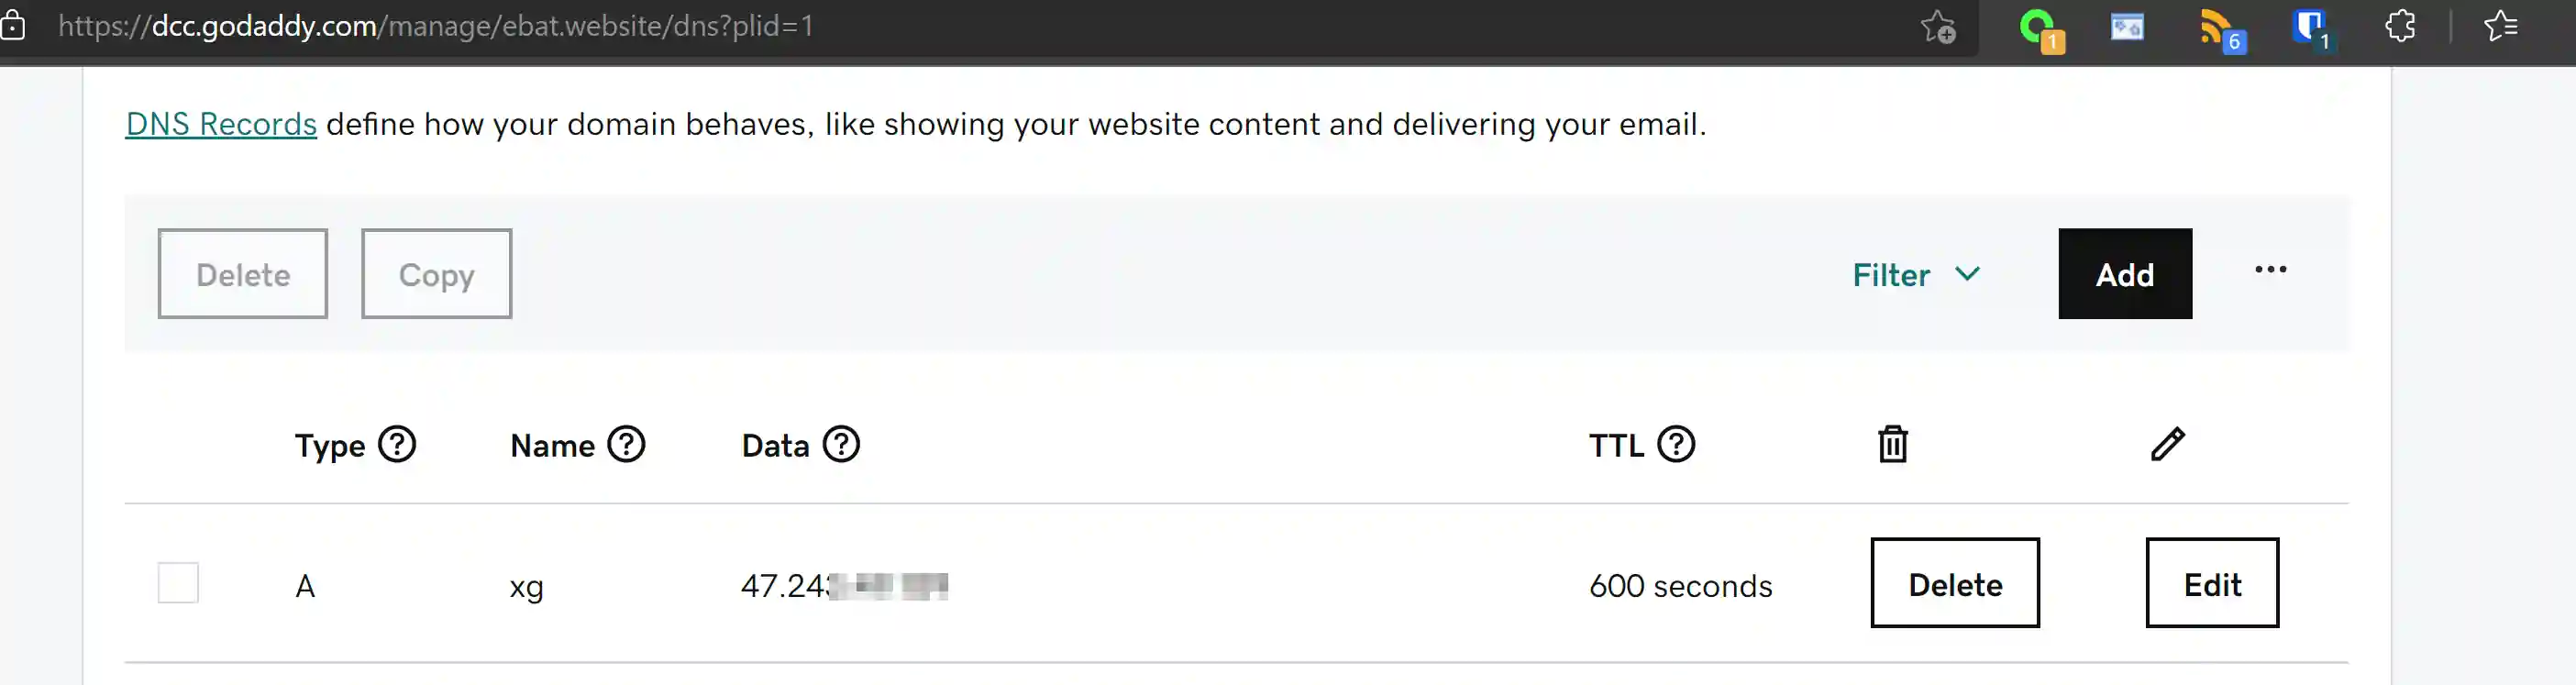 https://dcc.godaddy.com/manage/ebat.website/dns?plid=1
1
6
1
DNS Records define how your domain behaves, like showing your website content and delivering your email.
Delete Copy Filter Add ...
Type ? Name ? Data ? TTL ?
A xg 47.24 600 seconds Delete Edit